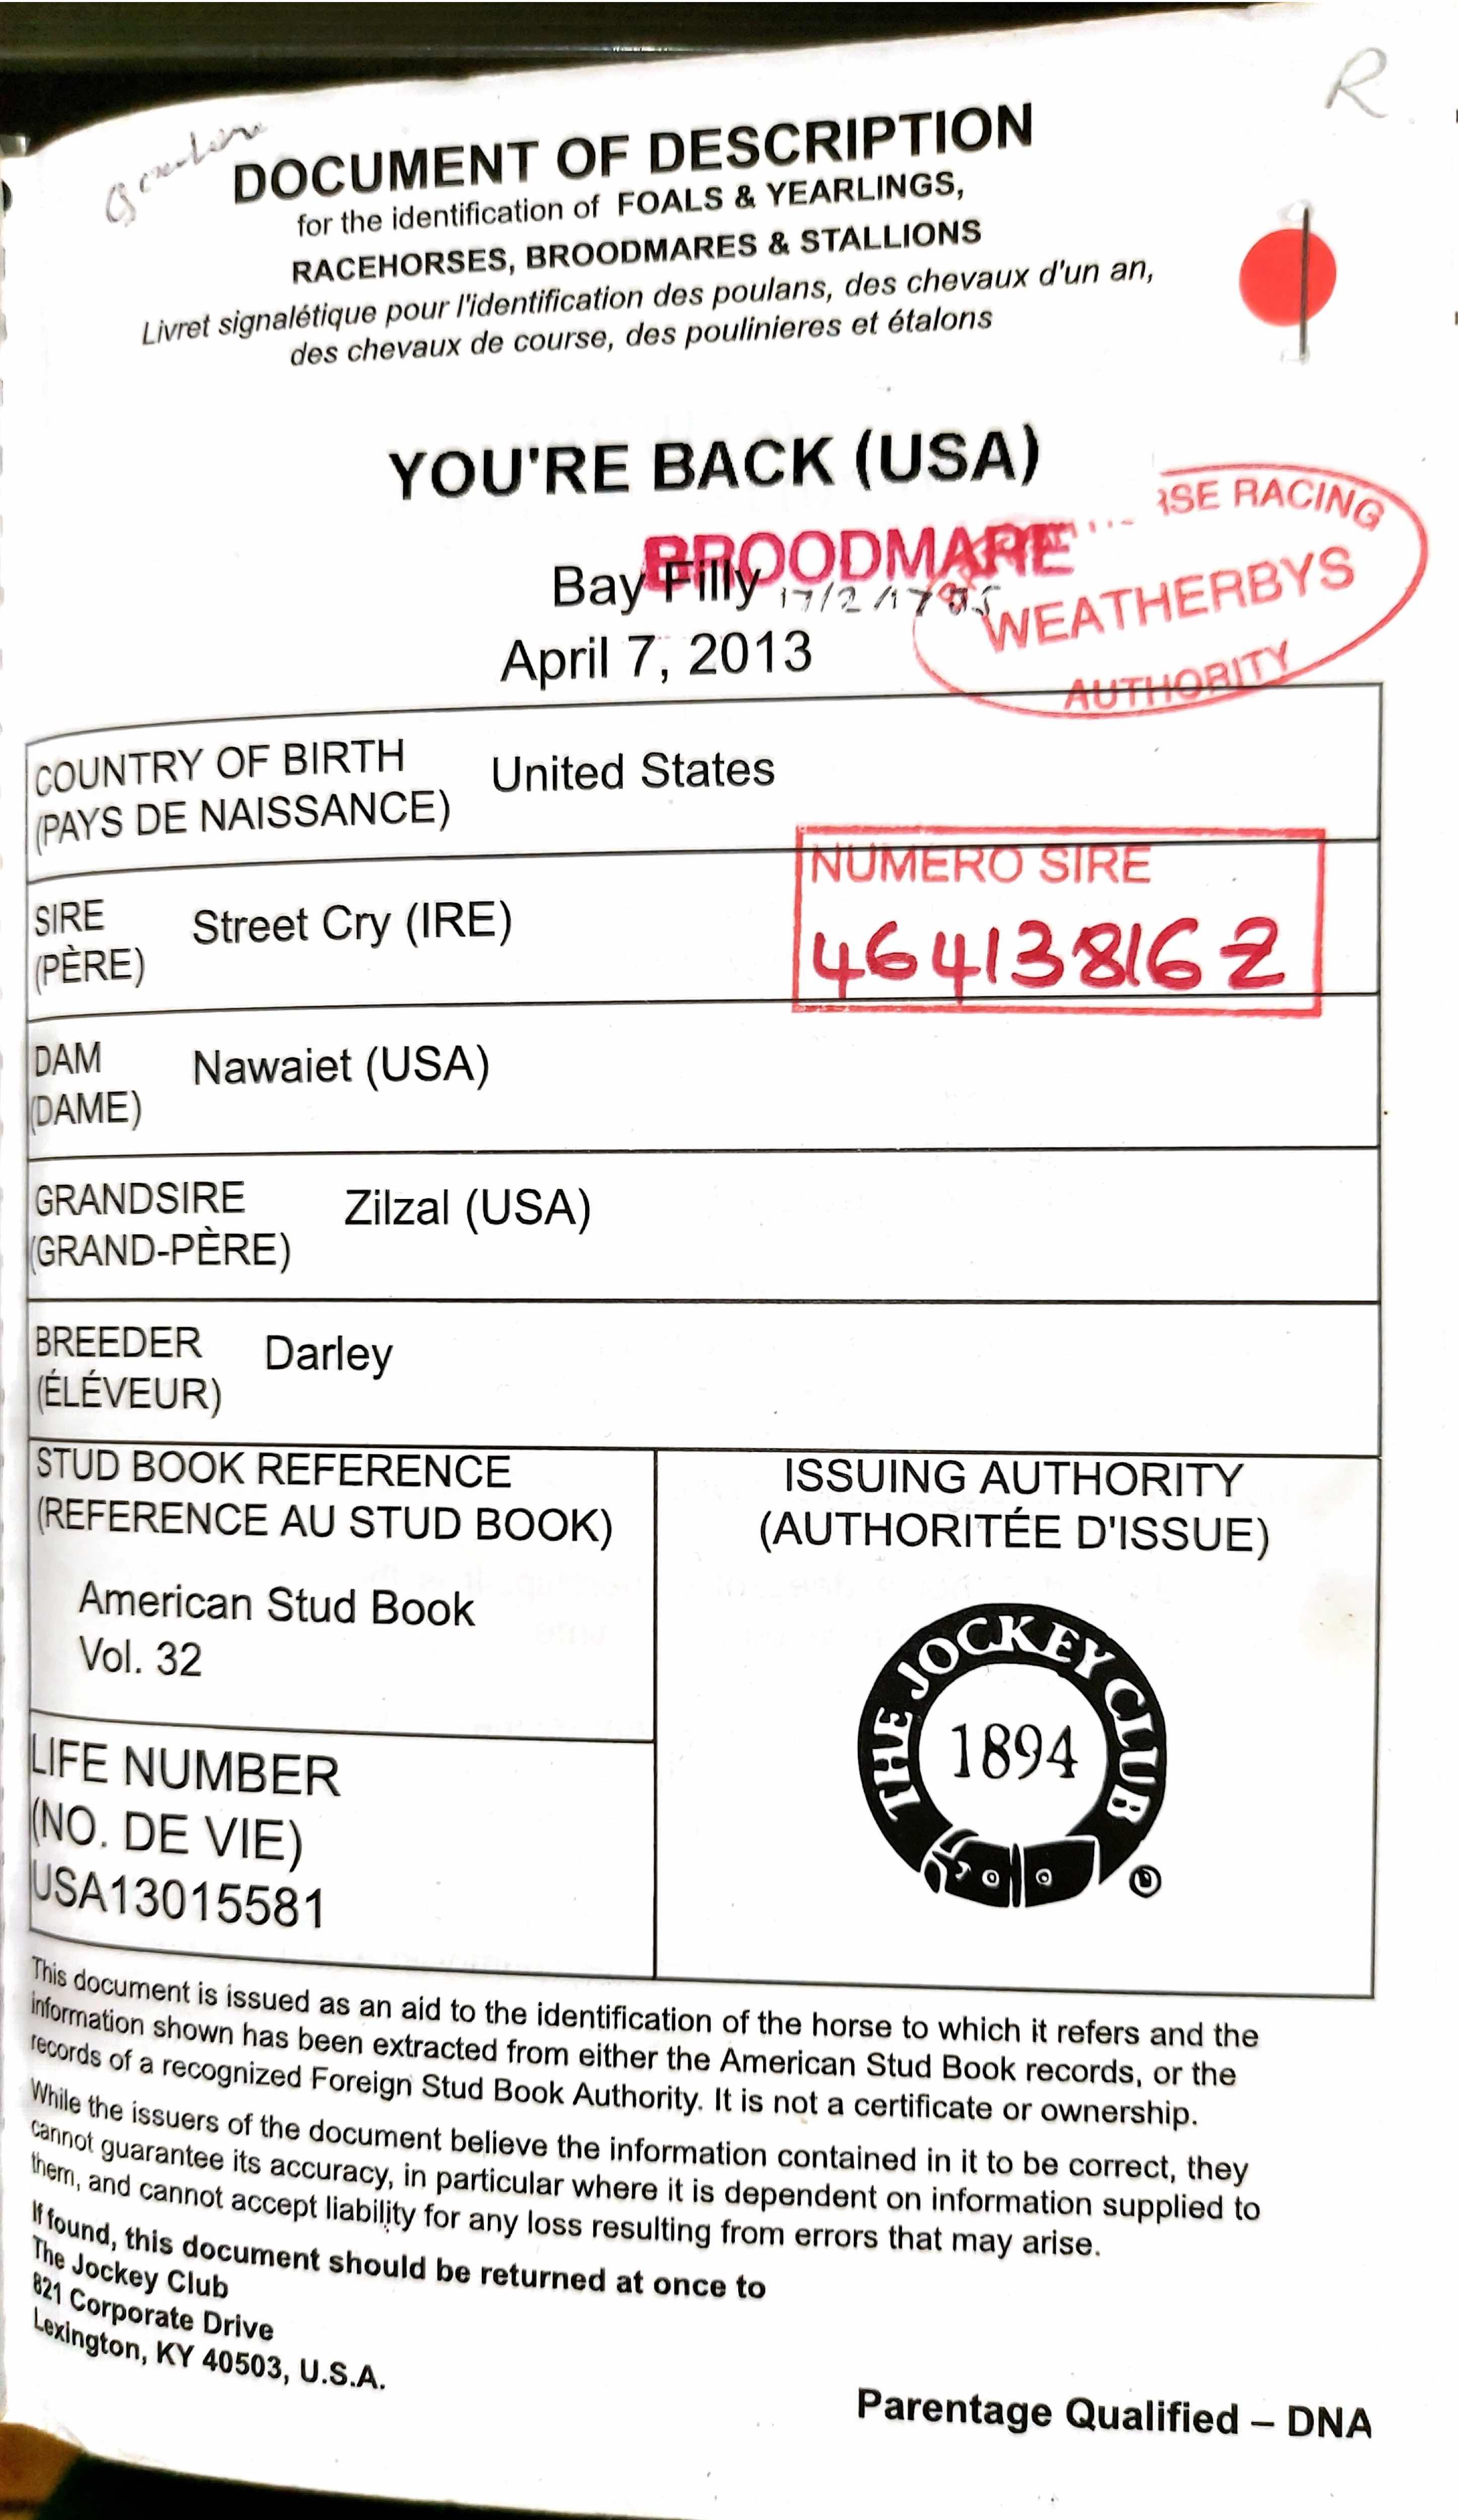 R
DOCUMENT OF DESCRIPTION
for the identification of FOALS & YEARLINGS,
RACEHORSES, BROODMARES & STALLIONS
Livret signalétique pour l'identification des poulans, des chevaux d'un an,
des chevaux de course, des poulinieres et étalons
YOU'RE BACK (USA)
BROODMARE
Bay Filly 17/2/17
RSE RACING
WEATHERBYS
AUTHORITY
April 7, 2013
COUNTRY OF BIRTH
(PAYS DE NAISSANCE)
United States
NUMERO SIRE
464138162
SIRE
(PÈRE)
Street Cry (IRE)
DAM
(DAME)
Nawaiet (USA)
GRANDSIRE
(GRAND-PÈRE)
Zilzal (USA)
BREEDER
(ÉLÉVEUR)
Darley
STUD BOOK REFERENCE
(REFERENCE AU STUD BOOK)
American Stud Book
Vol. 32
LIFE NUMBER
(NO. DE VIE)
USA13015581
ISSUING AUTHORITY
(AUTHORITÉE D'ISSUE)
THE JOCKEY CLUB
1894
®
This document is issued as an aid to the identification of the horse to which it refers and the
information shown has been extracted from either the American Stud Book records, or the
records of a recognized Foreign Stud Book Authority. It is not a certificate or ownership.
While the issuers of the document believe the information contained in it to be correct, they
cannot guarantee its accuracy, in particular where it is dependent on information supplied to
them, and cannot accept liability for any loss resulting from errors that may arise.
If found, this document should be returned at once to
The Jockey Club
821 Corporate Drive
Lexington, KY 40503, U.S.A.
Parentage Qualified – DNA